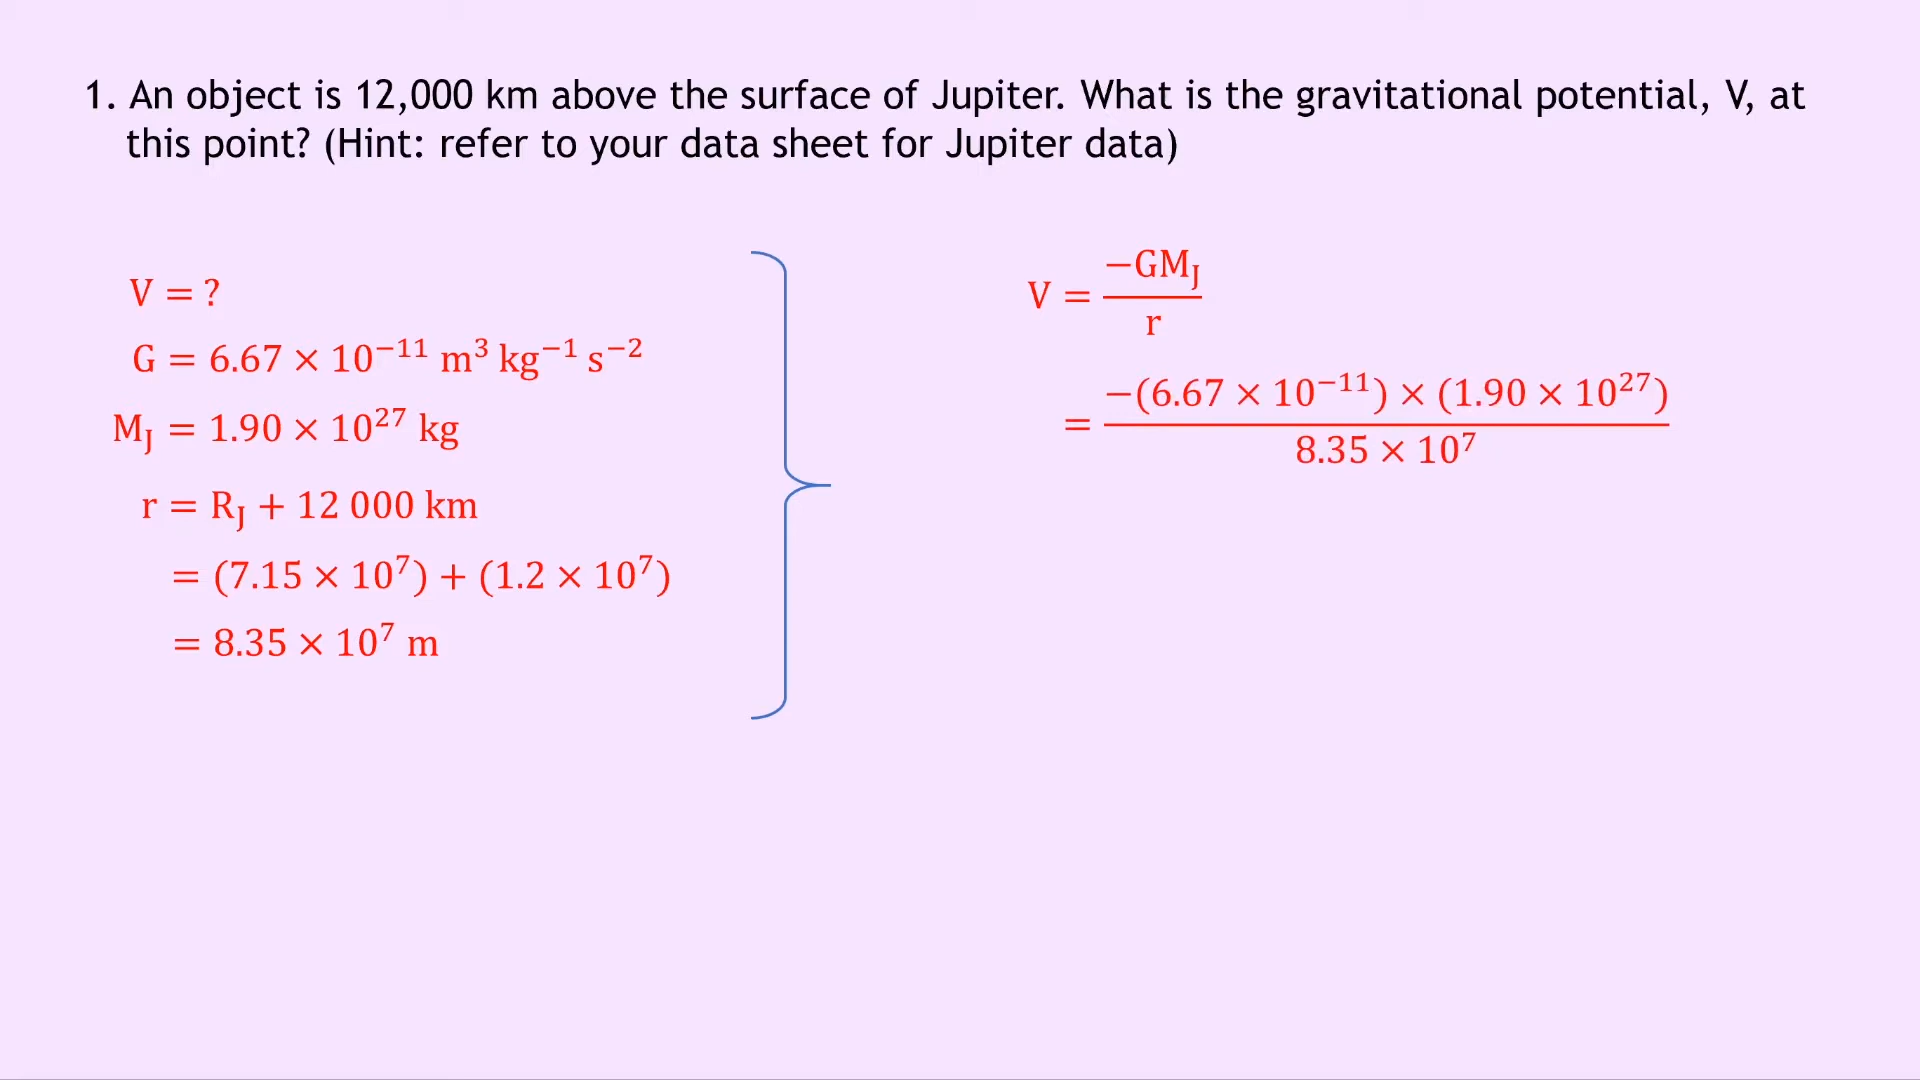 1. An object is 12,000 km above the surface of Jupiter. What is the gravitational potential, V, at
this point? (Hint: refer to your data sheet for Jupiter data)
V = ?
G = 6.67 × 10⁻¹¹ m³ kg⁻¹ s⁻²
M_J = 1.90 × 10²⁷ kg
r = R_J + 12 000 km
= (7.15 × 10⁷) + (1.2 × 10⁷)
= 8.35 × 10⁷ m
V = −GM_J / r
= −(6.67 × 10⁻¹¹) × (1.90 × 10²⁷) / 8.35 × 10⁷